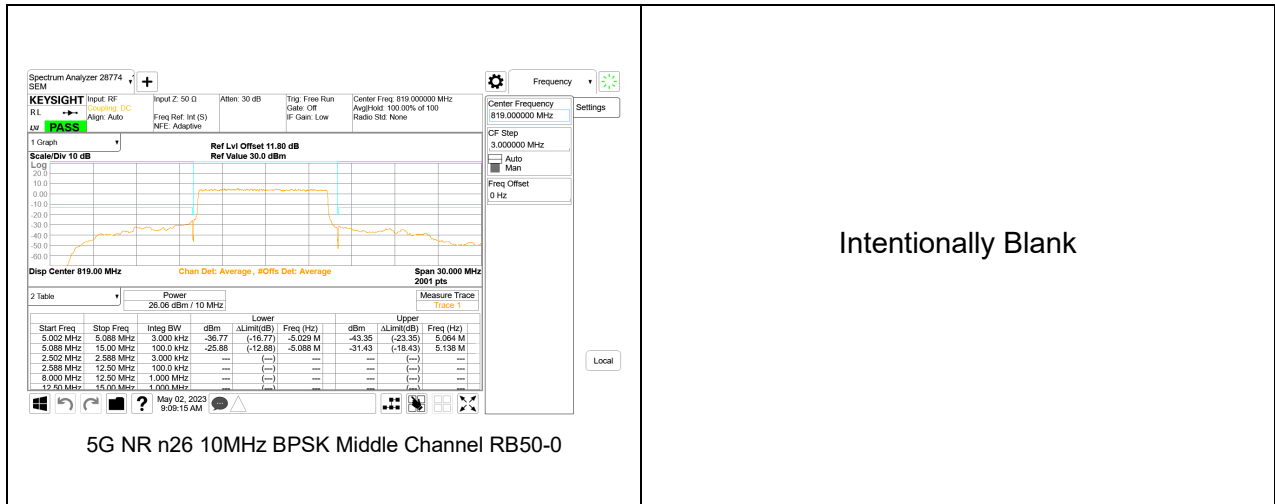 Spectrum Analyzer 28774
SEM
Frequency
KEYSIGHT Input: RF Input Z: 50 Ω Atten: 30 dB Trig: Free Run Center Freq: 819.000000 MHz
R L Coupling: DC Gate: Off Avg|Hold: 100.00% of 100
Align: Auto Freq Ref: Int (S) IF Gain: Low Radio Std: None
LXI PASS NFE: Adaptive
Center Frequency
819.000000 MHz
Settings
CF Step
3.000000 MHz
Auto
Man
Freq Offset
0 Hz
1 Graph
Ref Lvl Offset 11.80 dB
Scale/Div 10 dB Ref Value 30.0 dBm
Log
20.0
10.0
0.00
-10.0
-20.0
-30.0
-40.0
-50.0
-60.0
Disp Center 819.00 MHz Chan Det: Average, #Offs Det: Average Span 30.000 MHz
2001 pts
2 Table Power Measure Trace
26.06 dBm / 10 MHz Trace 1
Lower Upper
Start Freq Stop Freq Integ BW dBm ΔLimit(dB) Freq (Hz) dBm ΔLimit(dB) Freq (Hz)
5.002 MHz 5.088 MHz 3.000 kHz -36.77 (-16.77) -5.029 M -43.35 (-23.35) 5.064 M
5.088 MHz 15.00 MHz 100.0 kHz -25.88 (-12.88) -5.088 M -31.43 (-18.43) 5.138 M
2.502 MHz 2.588 MHz 3.000 kHz --- (---) --- --- (---) ---
2.588 MHz 12.50 MHz 100.0 kHz --- (---) --- --- (---) ---
8.000 MHz 12.50 MHz 1.000 MHz --- (---) --- --- (---) ---
12.50 MHz 15.00 MHz 1.000 MHz --- (---) --- --- (---) ---
Local
? May 02, 2023
9:09:15 AM
5G NR n26 10MHz BPSK Middle Channel RB50-0
Intentionally Blank